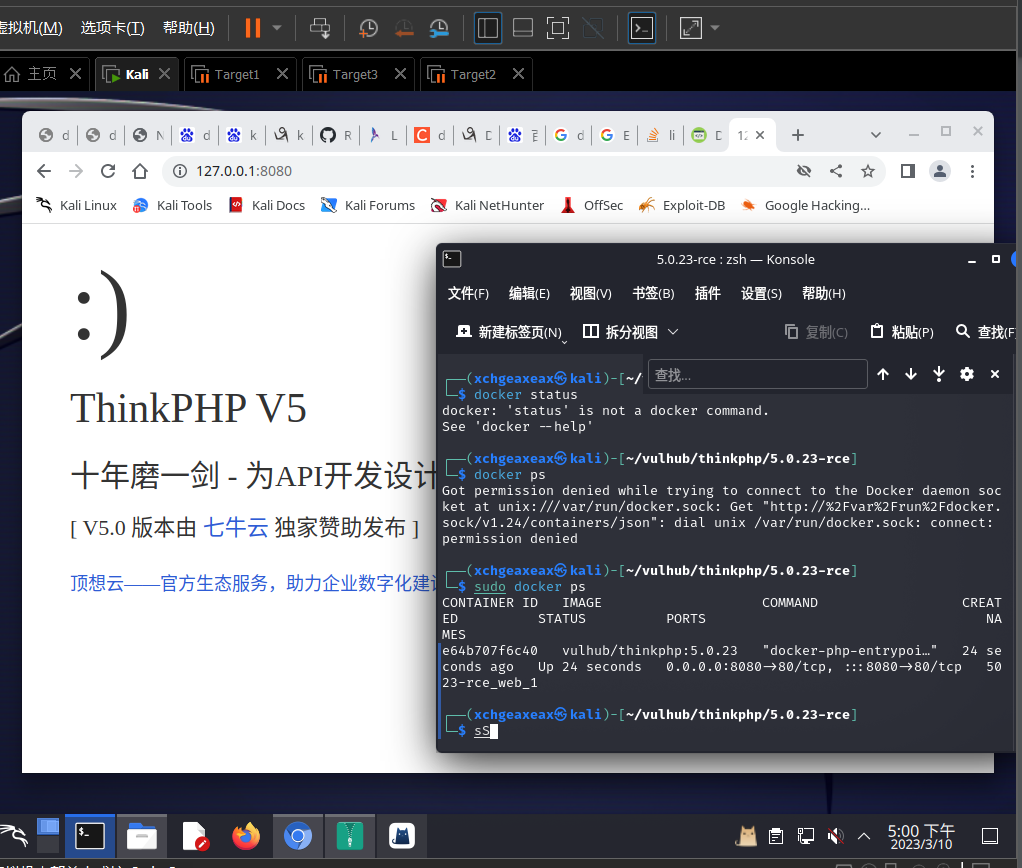 虚拟机(M) 选项卡(T) 帮助(H)
主页 Kali Target1 Target3 Target2
d d N d k k R L d D E d E li D 12
127.0.0.1:8080
Kali Linux Kali Tools Kali Docs Kali Forums Kali NetHunter OffSec Exploit-DB Google Hacking...
:)
ThinkPHP V5
十年磨一剑 - 为API开发设计
[ V5.0 版本由 七牛云 独家赞助发布 ]
顶想云——官方生态服务，助力企业数字化建
5.0.23-rce : zsh — Konsole
文件(F) 编辑(E) 视图(V) 书签(B) 插件 设置(S) 帮助(H)
新建标签页(N) 拆分视图 复制(C) 粘贴(P) 查找(F
查找...
┌──(xchgeaxeax㉿kali)-[~/
└─$ docker status
docker: 'status' is not a docker command.
See 'docker --help'
┌──(xchgeaxeax㉿kali)-[~/vulhub/thinkphp/5.0.23-rce]
└─$ docker ps
Got permission denied while trying to connect to the Docker daemon soc
ket at unix:///var/run/docker.sock: Get "http://%2Fvar%2Frun%2Fdocker.
sock/v1.24/containers/json": dial unix /var/run/docker.sock: connect:
permission denied
┌──(xchgeaxeax㉿kali)-[~/vulhub/thinkphp/5.0.23-rce]
└─$ sudo docker ps
CONTAINER ID IMAGE COMMAND CREAT
ED STATUS PORTS NA
MES
e64b707f6c40 vulhub/thinkphp:5.0.23 "docker-php-entrypoi…" 24 se
conds ago Up 24 seconds 0.0.0.0:8080->80/tcp, :::8080->80/tcp 50
23-rce_web_1
┌──(xchgeaxeax㉿kali)-[~/vulhub/thinkphp/5.0.23-rce]
└─$ sS
5:00 下午
2023/3/10